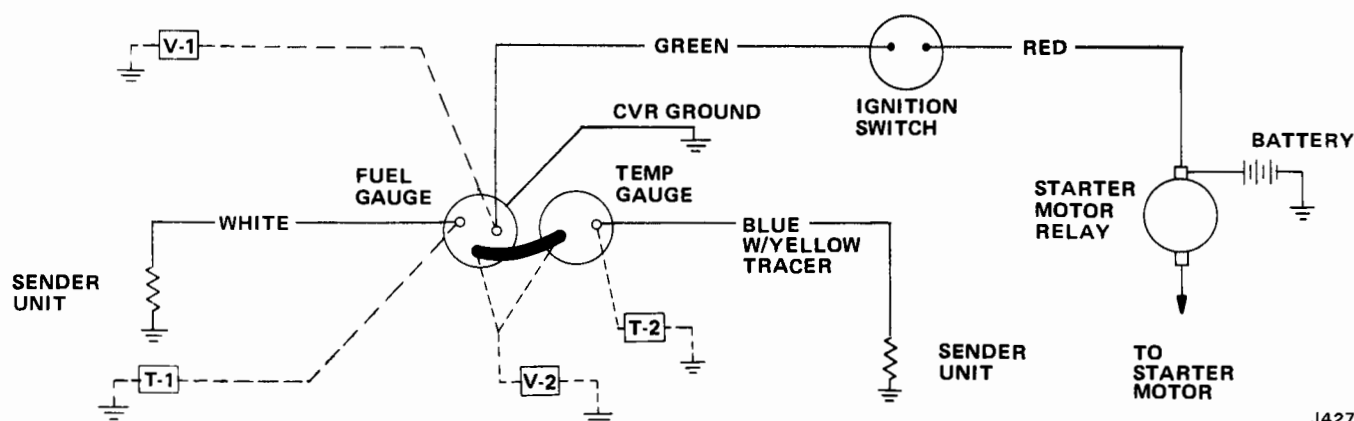 V-1
GREEN
RED
IGNITION
SWITCH
CVR GROUND
BATTERY
FUEL
GAUGE
TEMP
GAUGE
STARTER
MOTOR
RELAY
WHITE
BLUE
W/YELLOW
TRACER
SENDER
UNIT
T-2
T-1
V-2
SENDER
UNIT
TO
STARTER
MOTOR
J427